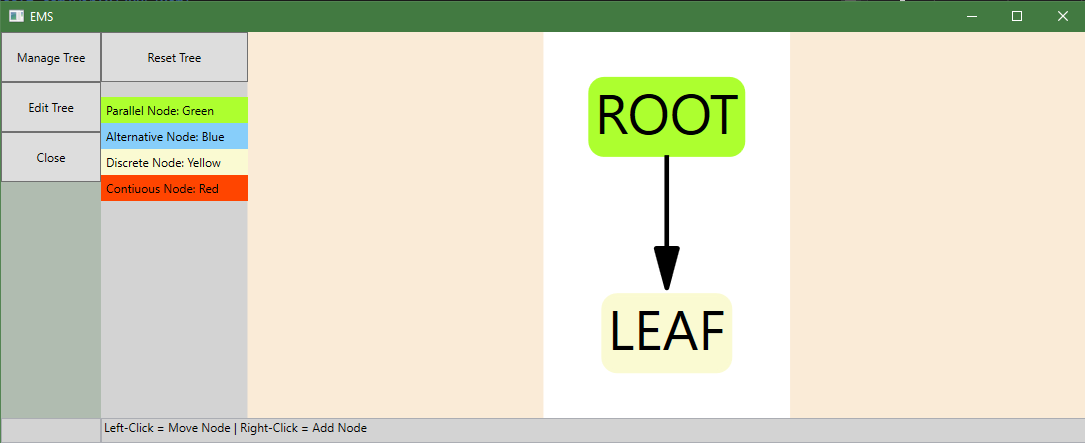 EMS
Manage Tree
Reset Tree
Edit Tree
Close
Parallel Node: Green
Alternative Node: Blue
Discrete Node: Yellow
Contiuous Node: Red
ROOT
LEAF
Left-Click = Move Node | Right-Click = Add Node